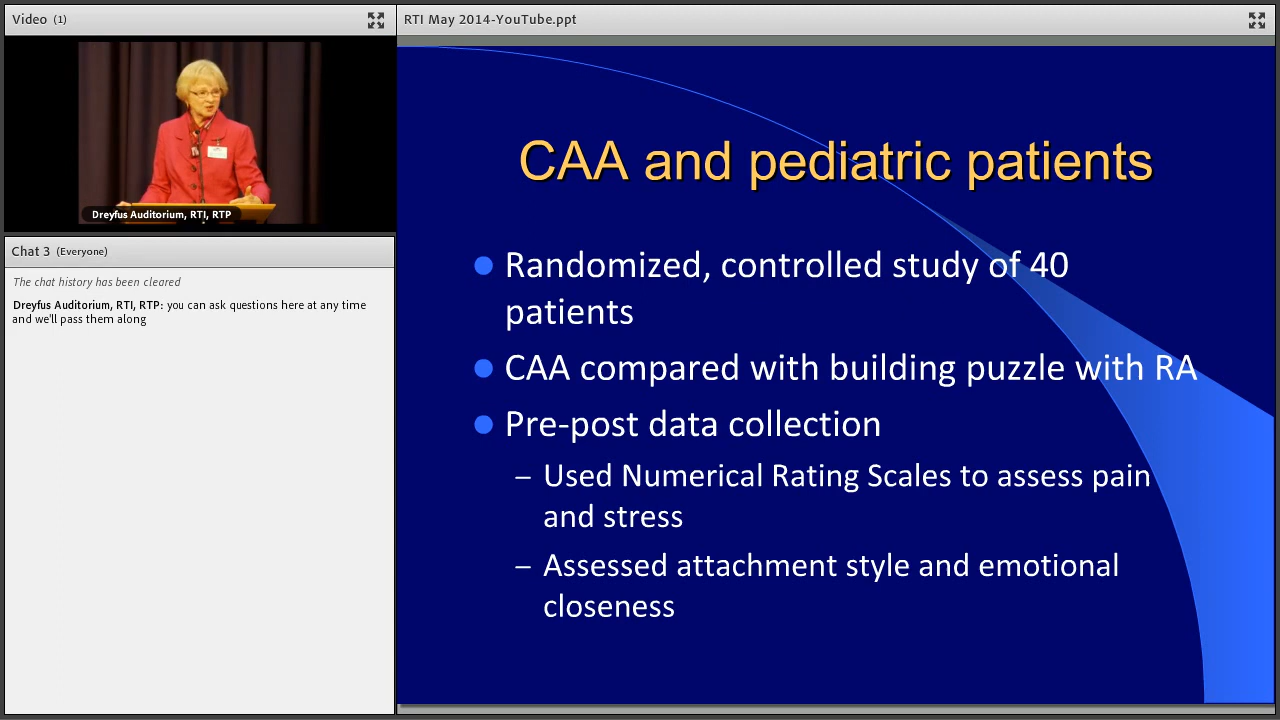 Video (1)
RTI May 2014-YouTube.ppt
Dreyfus Auditorium, RTI, RTP
Chat 3 (Everyone)
The chat history has been cleared
Dreyfus Auditorium, RTI, RTP: you can ask questions here at any time
and we'll pass them along
CAA and pediatric patients
Randomized, controlled study of 40
patients
CAA compared with building puzzle with RA
Pre-post data collection
– Used Numerical Rating Scales to assess pain
and stress
– Assessed attachment style and emotional
closeness